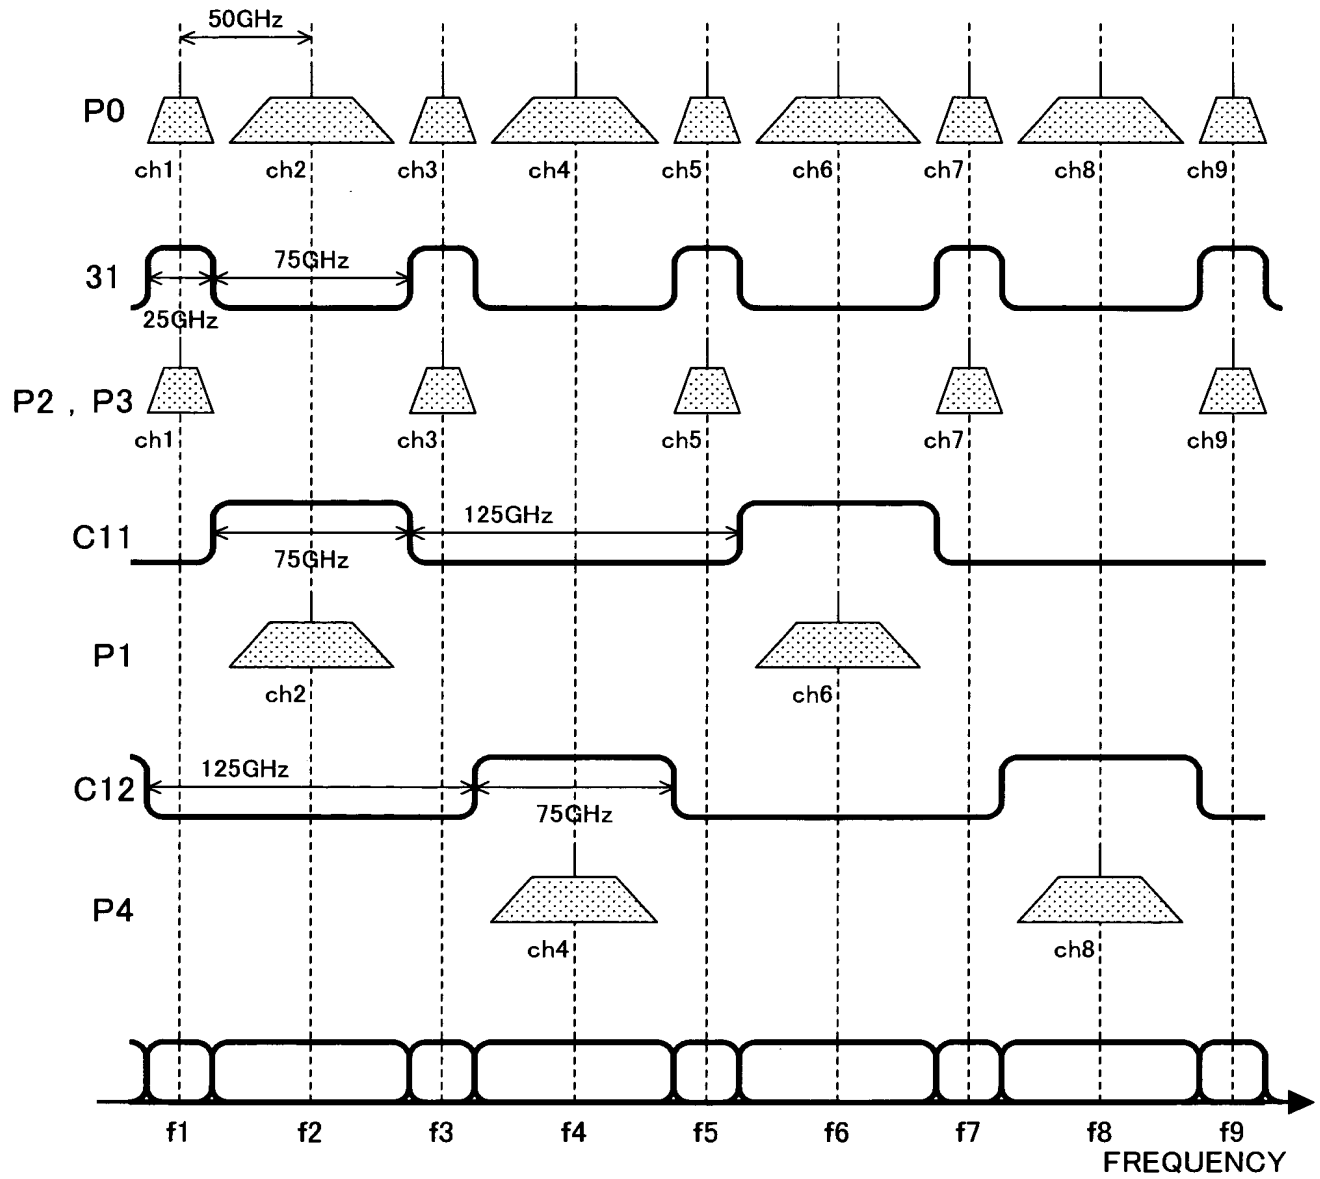 50GHz
P0
ch1 ch2 ch3 ch4 ch5 ch6 ch7 ch8 ch9
31
75GHz
25GHz
P2 , P3
ch1 ch3 ch5 ch7 ch9
C11
125GHz
75GHz
P1
ch2 ch6
C12
125GHz
75GHz
P4
ch4 ch8
f1 f2 f3 f4 f5 f6 f7 f8 f9
FREQUENCY